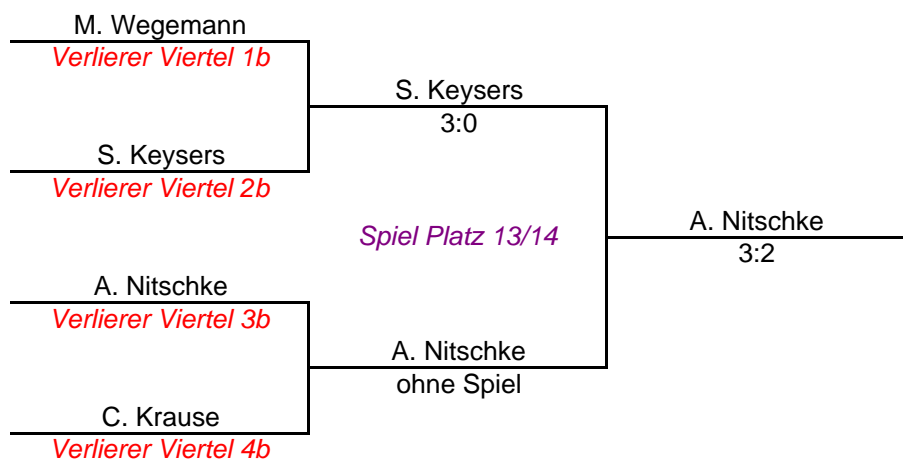 M. Wegemann
Verlierer Viertel 1b
S. Keysers
3:0
S. Keysers
Verlierer Viertel 2b
Spiel Platz 13/14
A. Nitschke
3:2
A. Nitschke
Verlierer Viertel 3b
A. Nitschke
ohne Spiel
C. Krause
Verlierer Viertel 4b